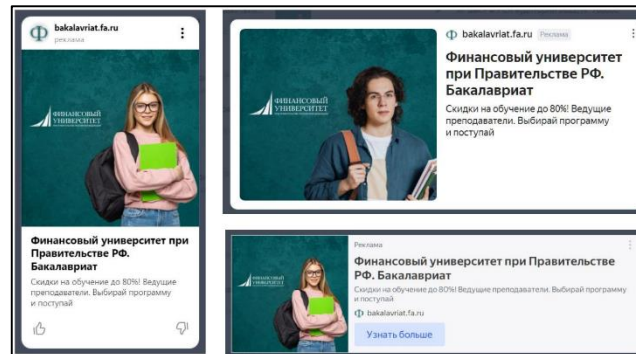 bakalavriat.fa.ru
реклама
ФИНАНСОВЫЙ
УНИВЕРСИТЕТ
Финансовый университет при
Правительстве РФ.
Бакалавриат
Скидки на обучение до 80%! Ведущие
преподаватели. Выбирай программу
и поступай
ФИНАНСОВЫЙ
УНИВЕРСИТЕТ
bakalavriat.fa.ru Реклама
Финансовый университет
при Правительстве РФ.
Бакалавриат
Скидки на обучение до 80%! Ведущие
преподаватели. Выбирай программу
и поступай
ФИНАНСОВЫЙ
УНИВЕРСИТЕТ
Реклама
Финансовый университет при Правительстве
РФ. Бакалавриат
Скидки на обучение до 80%! Ведущие преподаватели. Выбирай программу
и поступай
bakalavriat.fa.ru
Узнать больше